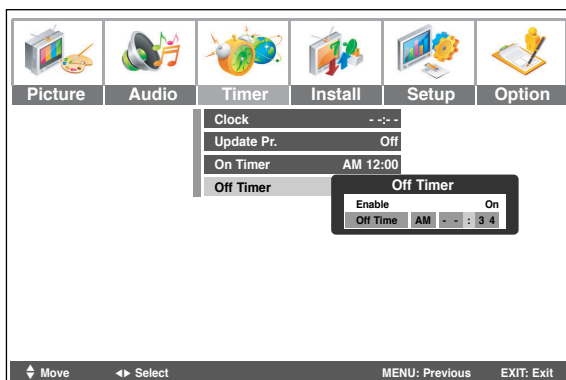 Picture Audio Timer Install Setup Option
Clock - -:- -
Update Pr. Off
On Timer AM 12:00
Off Timer
Off Timer
Enable On
Off Time AM - - : 3 4
Move Select MENU: Previous EXIT: Exit